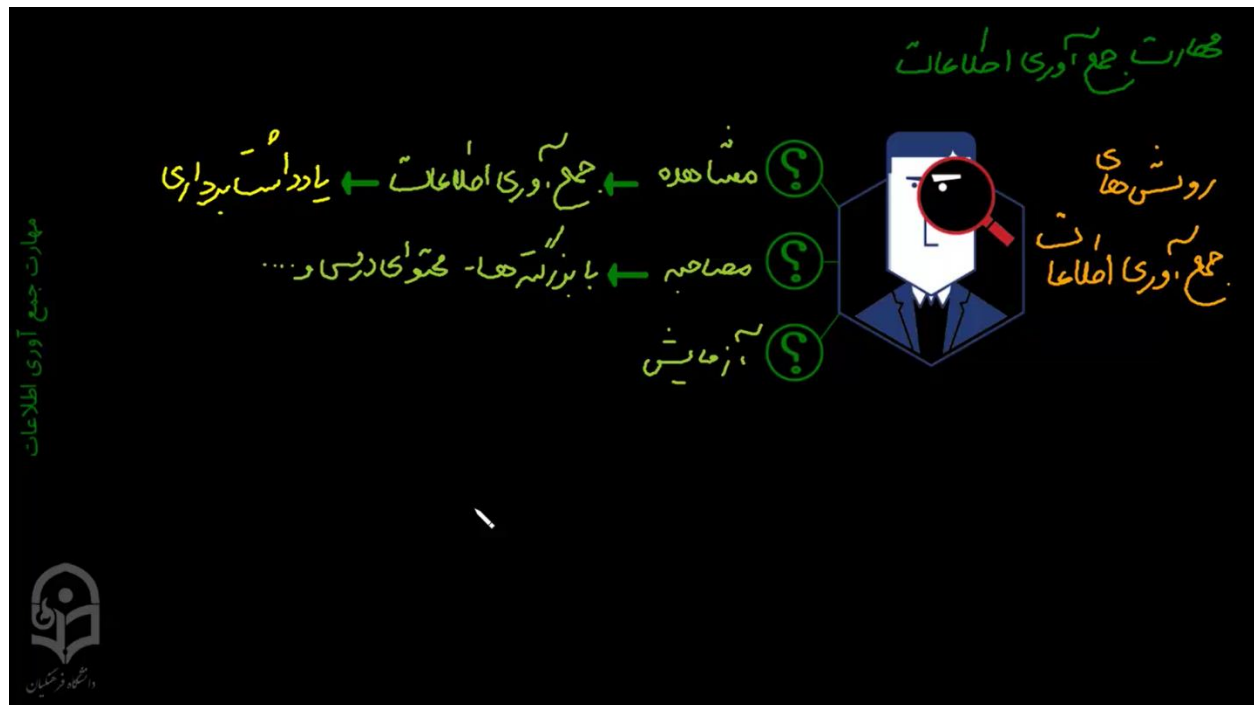 مهارت جمع آوری اطلاعات
روش‌های
جمع آوری اطلاعات
مشاهده ← جمع آوری اطلاعات ← یادداشت برداری
مصاحبه ← با بزرگترها - محتوای درسی و ....
آزمایش
مهارت جمع آوری اطلاعات
دانشگاه فرهنگیان